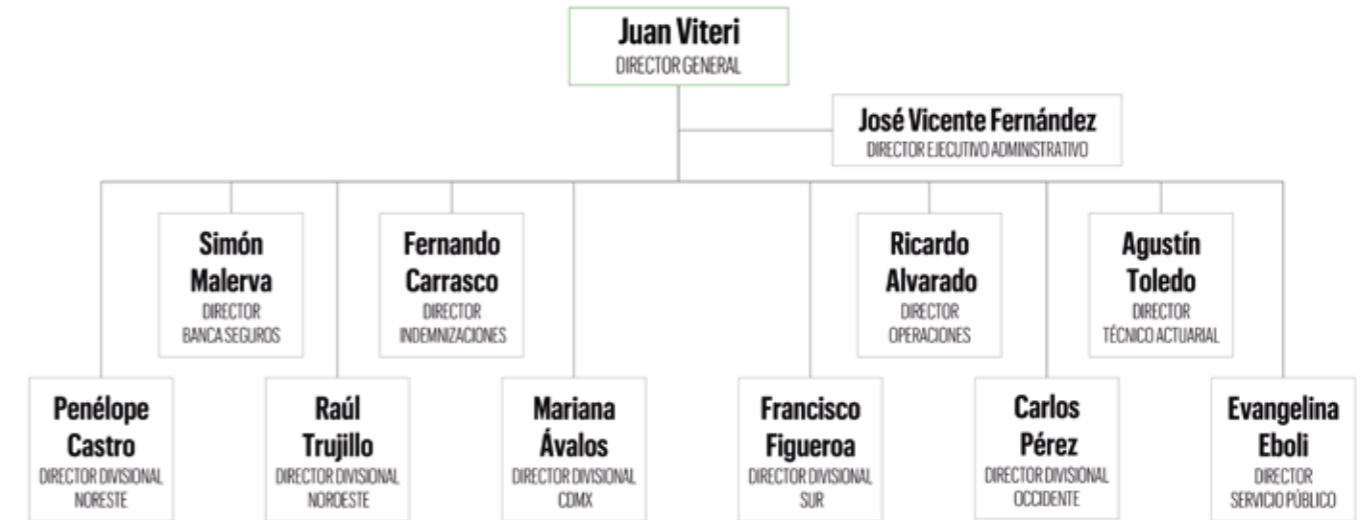 Juan Viteri
DIRECTOR GENERAL
José Vicente Fernández
DIRECTOR EJECUTIVO ADMINISTRATIVO
Simón
Malerva
DIRECTOR
BANCA SEGUROS
Fernando
Carrasco
DIRECTOR
INDEMNIZACIONES
Ricardo
Alvarado
DIRECTOR
OPERACIONES
Agustín
Toledo
DIRECTOR
TÉCNICO ACTUARIAL
Penélope
Castro
DIRECTOR DIVISIONAL
NORESTE
Raúl
Trujillo
DIRECTOR DIVISIONAL
NOROESTE
Mariana
Ávalos
DIRECTOR DIVISIONAL
CDMX
Francisco
Figueroa
DIRECTOR DIVISIONAL
SUR
Carlos
Pérez
DIRECTOR DIVISIONAL
OCCIDENTE
Evangelina
Eboli
DIRECTOR
SERVICIO PÚBLICO